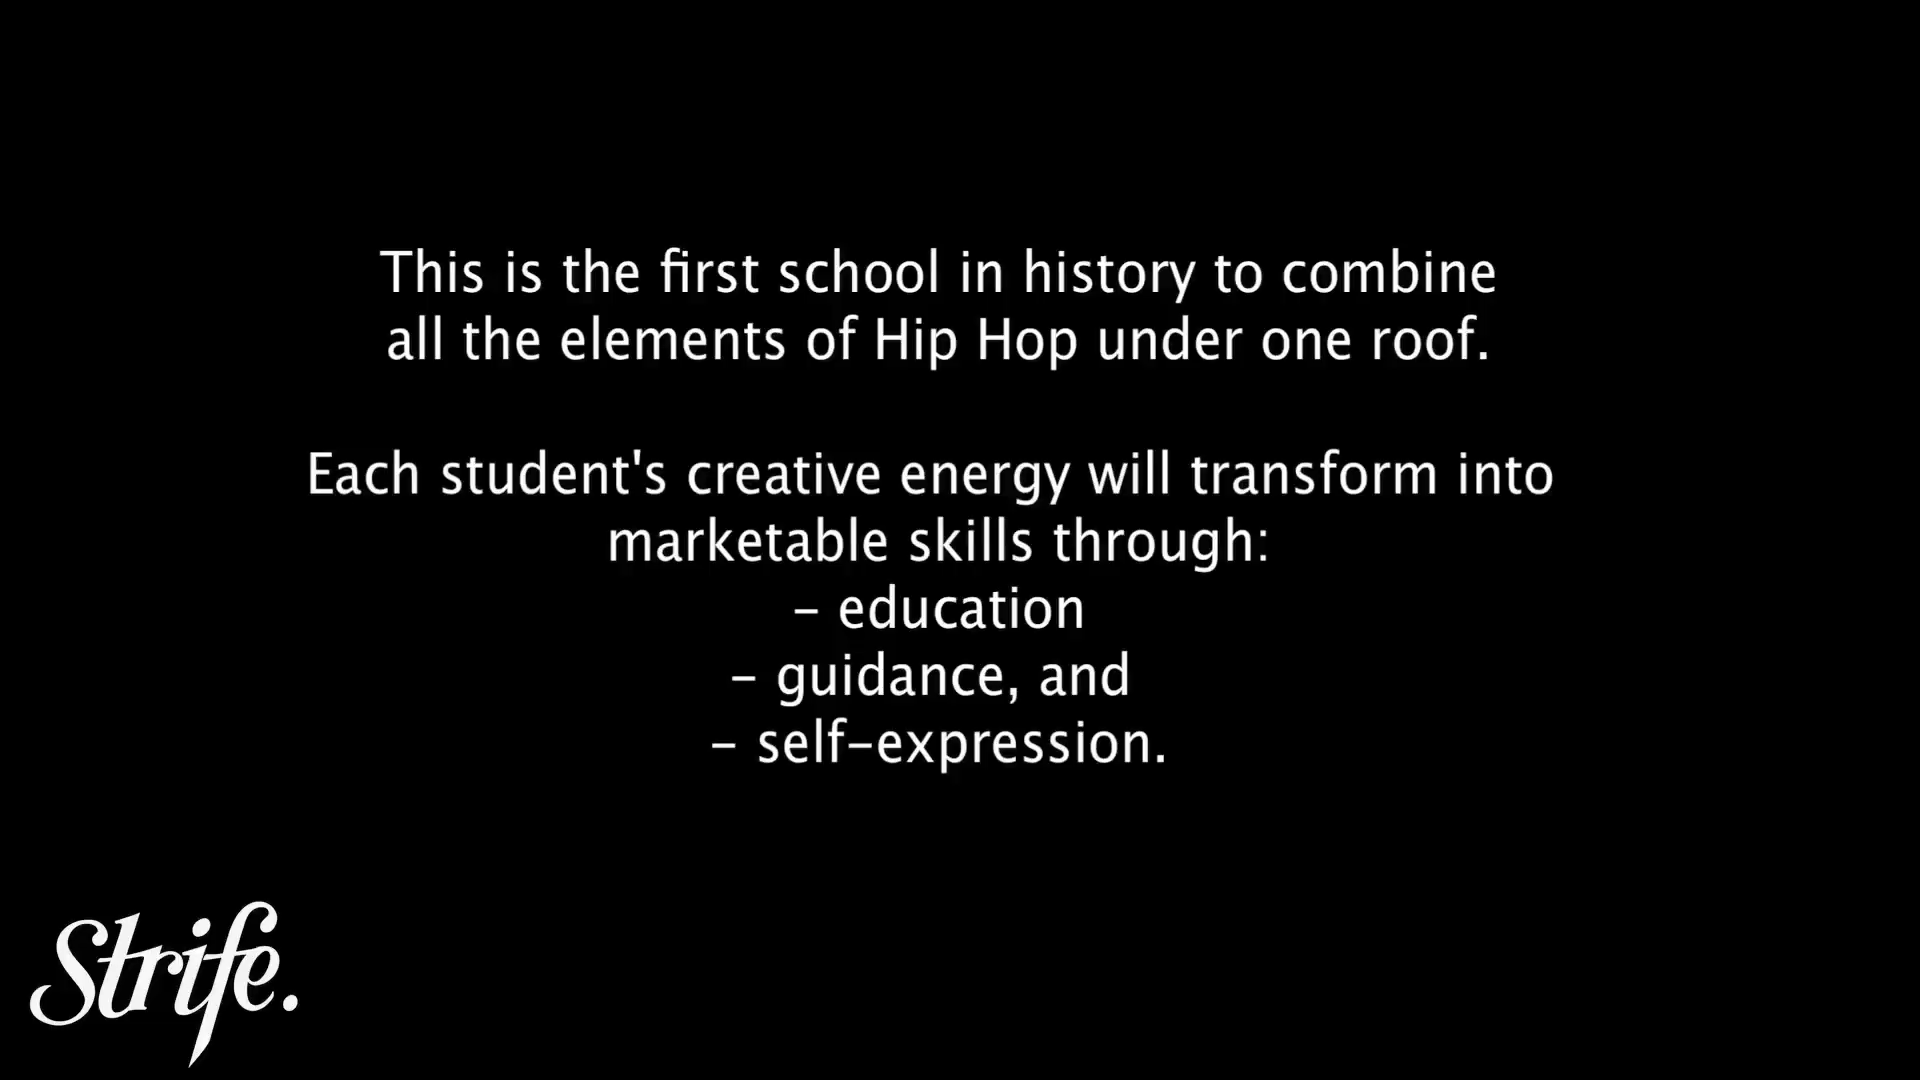 This is the first school in history to combine
all the elements of Hip Hop under one roof.
Each student's creative energy will transform into
marketable skills through:
- education
- guidance, and
- self-expression.
Strife.